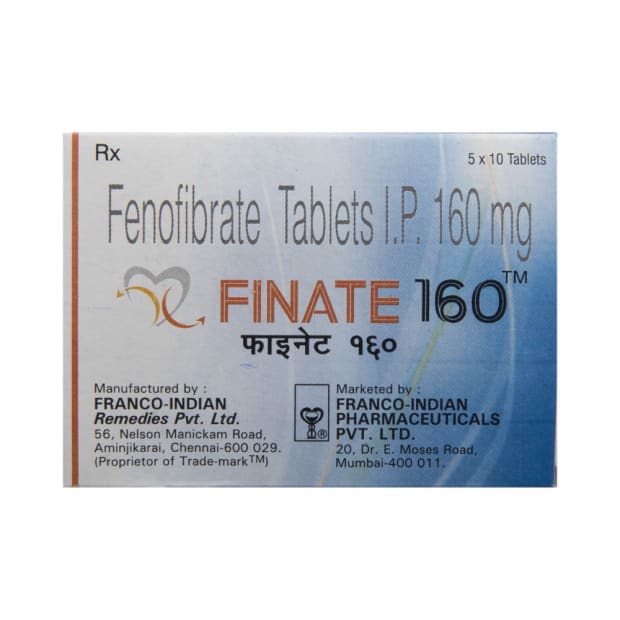 Rx
5 x 10 Tablets
Fenofibrate Tablets I.P. 160 mg
FINATE 160™
फाइनेट १६०
Manufactured by :
FRANCO-INDIAN
Remedies Pvt. Ltd.
56, Nelson Manickam Road,
Aminjikarai, Chennai-600 029.
(Proprietor of Trade-mark™)
®
Marketed by :
FRANCO-INDIAN
PHARMACEUTICALS
PVT. LTD.
20, Dr. E. Moses Road,
Mumbai-400 011.